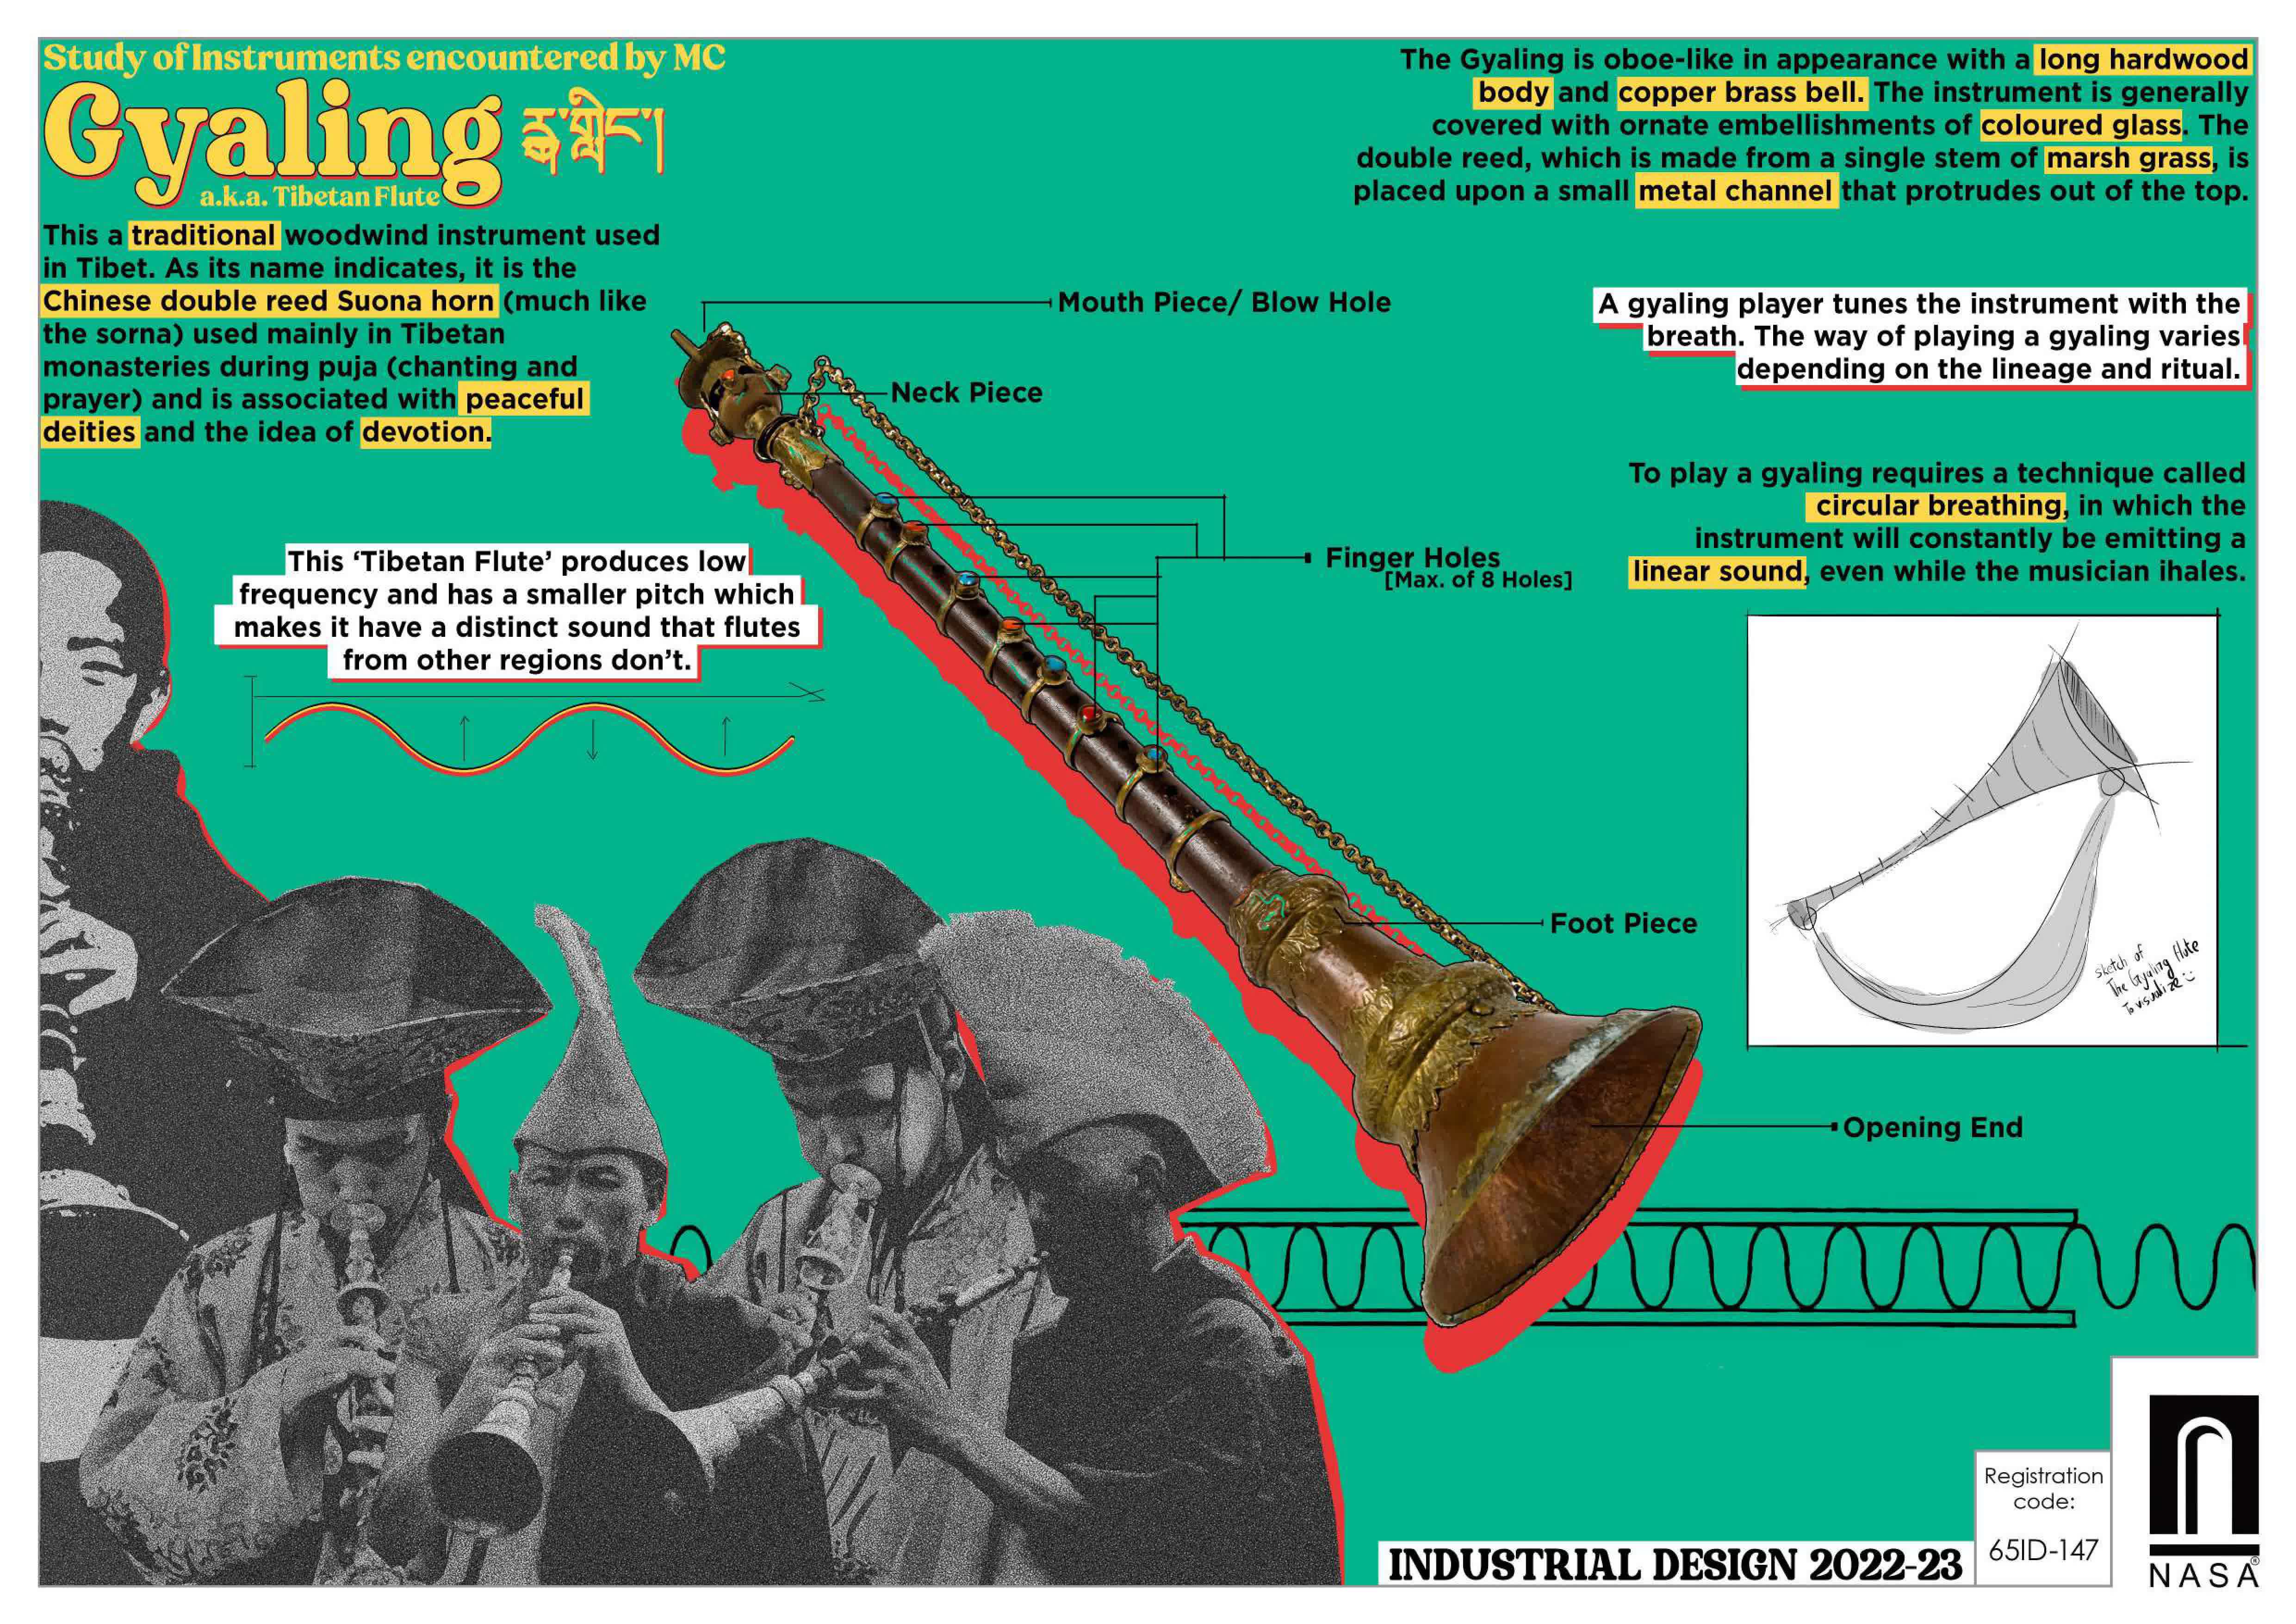 Study of Instruments encountered by MC
Gyaling རྒྱ་གླིང་།
a.k.a. Tibetan Flute
This a traditional woodwind instrument used
in Tibet. As its name indicates, it is the
Chinese double reed Suona horn (much like
the sorna) used mainly in Tibetan
monasteries during puja (chanting and
prayer) and is associated with peaceful
deities and the idea of devotion.
This ‘Tibetan Flute’ produces low
frequency and has a smaller pitch which
makes it have a distinct sound that flutes
from other regions don’t.
The Gyaling is oboe-like in appearance with a long hardwood
body and copper brass bell. The instrument is generally
covered with ornate embellishments of coloured glass. The
double reed, which is made from a single stem of marsh grass, is
placed upon a small metal channel that protrudes out of the top.
A gyaling player tunes the instrument with the
breath. The way of playing a gyaling varies
depending on the lineage and ritual.
To play a gyaling requires a technique called
circular breathing, in which the
instrument will constantly be emitting a
linear sound, even while the musician ihales.
Mouth Piece/ Blow Hole
Neck Piece
Finger Holes
[Max. of 8 Holes]
Foot Piece
Opening End
Sketch of
The Gyaling flute
To visualize
INDUSTRIAL DESIGN 2022-23
Registration
code:
65ID-147
NASA®